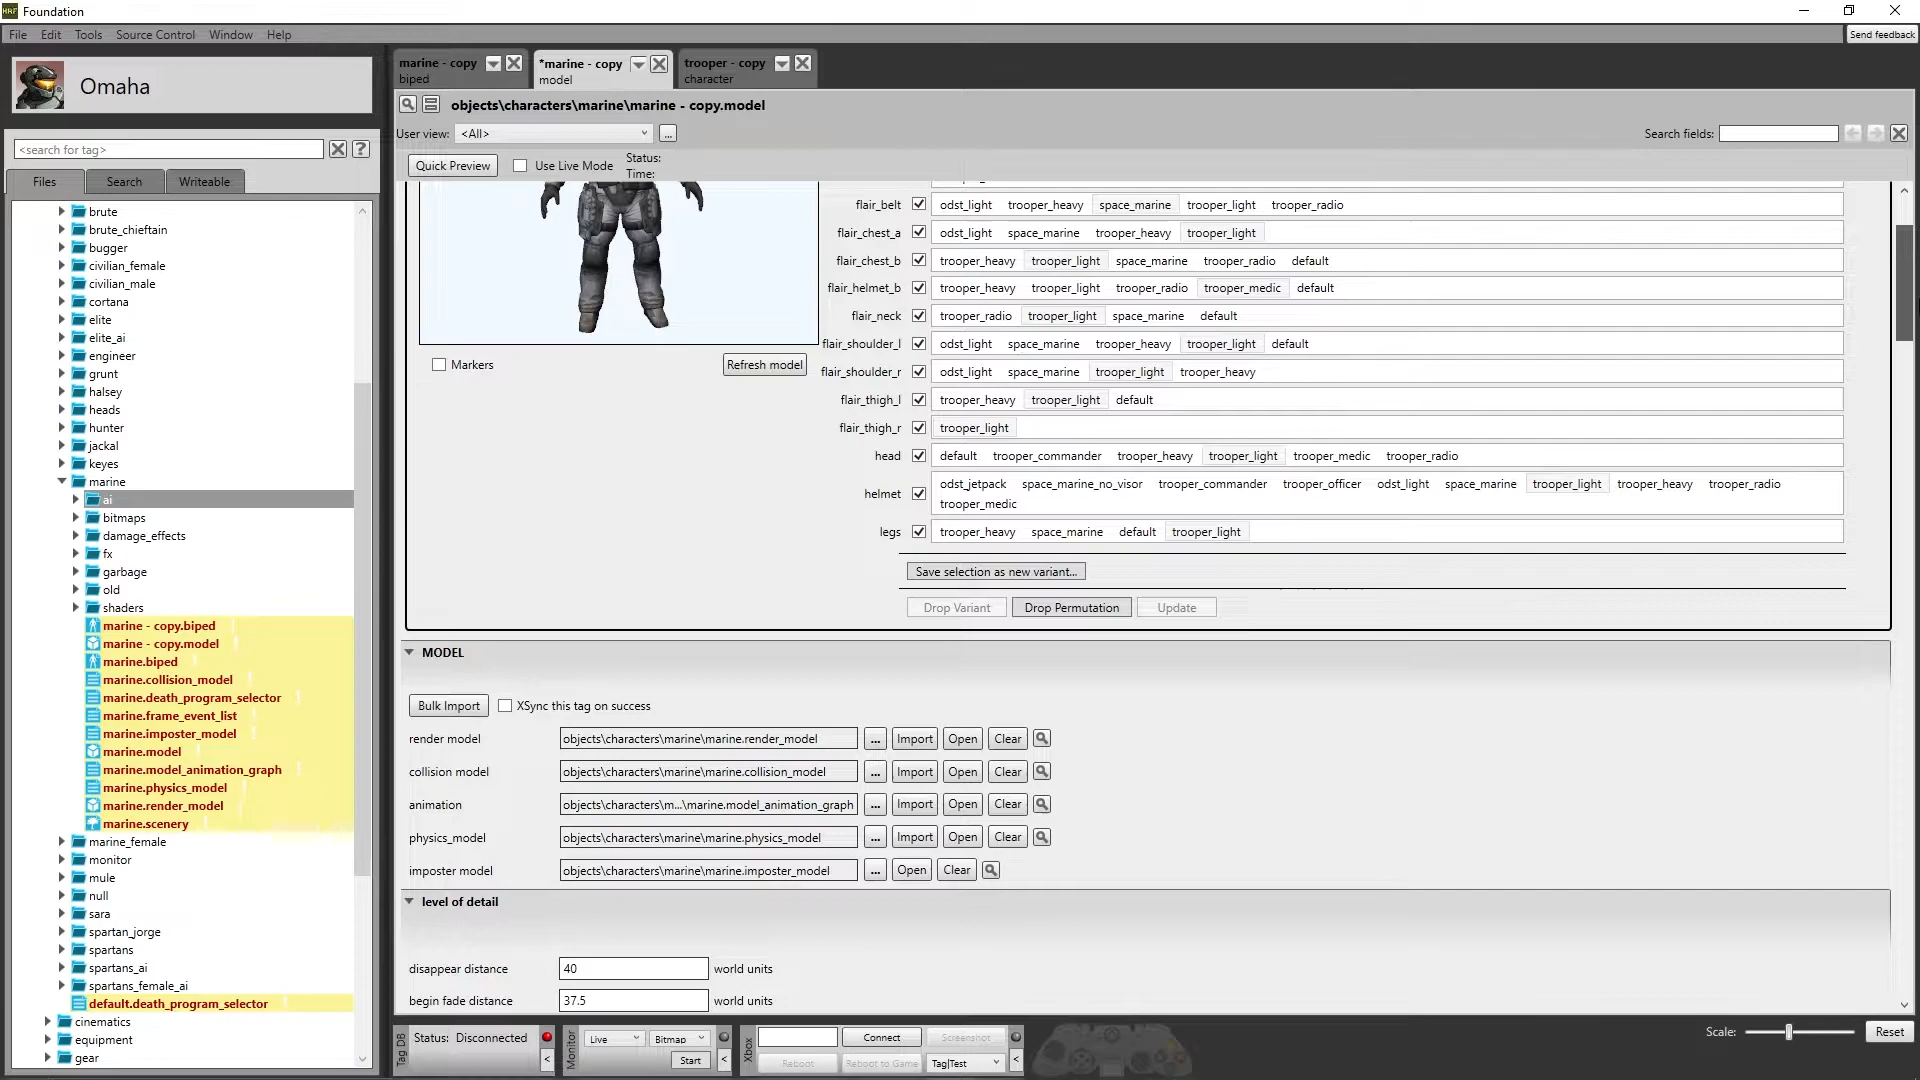 Foundation
File Edit Tools Source Control Window Help
Send feedback
Omaha
<search for tag>
?
Files Search Writeable
brute
brute_chieftain
bugger
civilian_female
civilian_male
cortana
elite
elite_ai
engineer
grunt
halsey
heads
hunter
jackal
keyes
marine
ai
bitmaps
damage_effects
fx
garbage
old
shaders
marine - copy.biped
marine - copy.model
marine.biped
marine.collision_model
marine.death_program_selector
marine.frame_event_list
marine.imposter_model
marine.model
marine.model_animation_graph
marine.physics_model
marine.render_model
marine.scenery
marine_female
monitor
mule
null
sara
spartan_jorge
spartans
spartans_ai
spartans_female_ai
default.death_program_selector
cinematics
equipment
gear
marine - copy
biped
*marine - copy
model
trooper - copy
character
objects\characters\marine\marine - copy.model
User view: <All> ...
Search fields:
Quick Preview Use Live Mode Status:
Time:
flair_belt odst_light trooper_heavy space_marine trooper_light trooper_radio
flair_chest_a odst_light space_marine trooper_heavy trooper_light
flair_chest_b trooper_heavy trooper_light space_marine trooper_radio default
flair_helmet_b trooper_heavy trooper_light trooper_radio trooper_medic default
flair_neck trooper_radio trooper_light space_marine default
flair_shoulder_l odst_light space_marine trooper_heavy trooper_light default
Markers Refresh model
flair_shoulder_r odst_light space_marine trooper_light trooper_heavy
flair_thigh_l trooper_heavy trooper_light default
flair_thigh_r trooper_light
head default trooper_commander trooper_heavy trooper_light trooper_medic trooper_radio
helmet odst_jetpack space_marine_no_visor trooper_commander trooper_officer odst_light space_marine trooper_light trooper_heavy trooper_radio
trooper_medic
legs trooper_heavy space_marine default trooper_light
Save selection as new variant...
Drop Variant Drop Permutation Update
MODEL
Bulk Import XSync this tag on success
render model objects\characters\marine\marine.render_model ... Import Open Clear
collision model objects\characters\marine\marine.collision_model ... Import Open Clear
animation objects\characters\m...\marine.model_animation_graph ... Import Open Clear
physics_model objects\characters\marine\marine.physics_model ... Import Open Clear
imposter model objects\characters\marine\marine.imposter_model ... Open Clear
level of detail
disappear distance 40 world units
begin fade distance 37.5 world units
Tag DB
Status: Disconnected
<
Monitor
Live Bitmap
Start <
Xbox
Connect Screenshot
Reboot Reboot to Game Tag|Test <
Scale: Reset